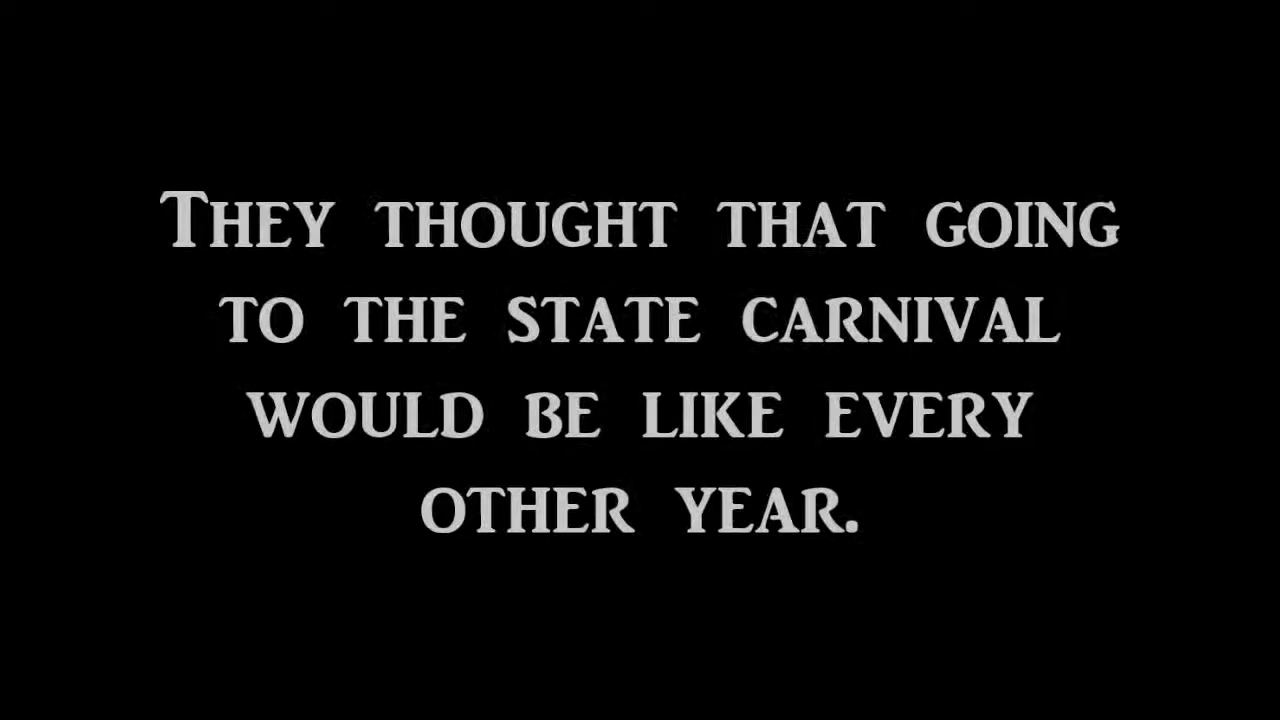 They thought that going
to the state carnival
would be like every
other year.